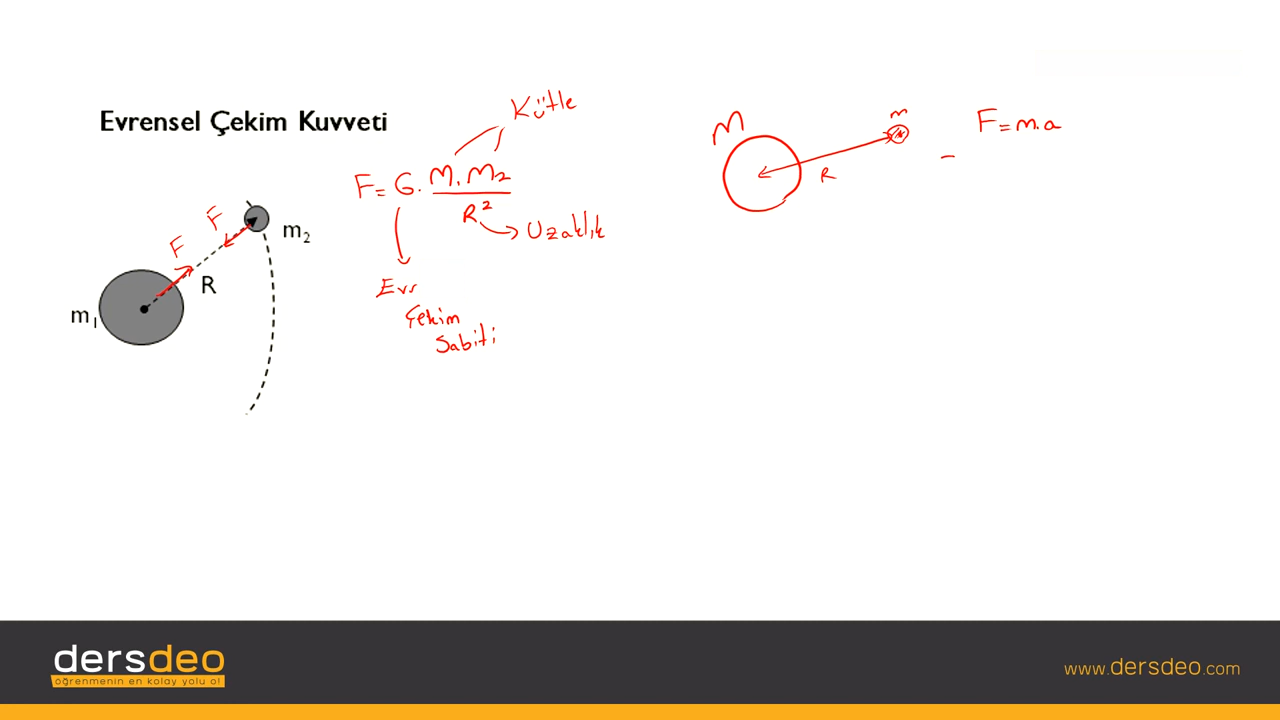 Evrensel Çekim Kuvveti
Kütle
F = G . m₁ . m₂
R²
Uzaklık
Evr
Çekim
Sabiti
F
F
R
m₂
m₁
M
m
R
F = m.a
dersdeo
öğrenmenin en kolay yolu o!
www.dersdeo.com